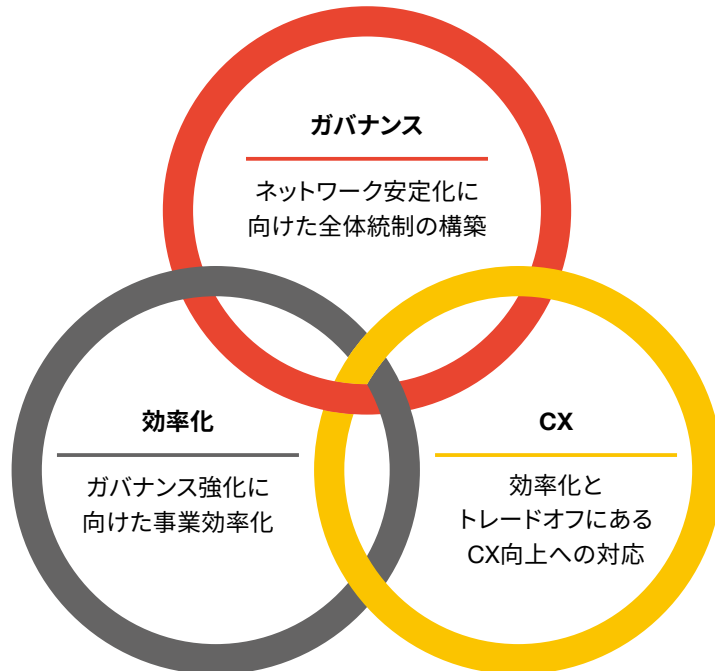 ガバナンス
ネットワーク安定化に
向けた全体統制の構築
効率化
ガバナンス強化に
向けた事業効率化
CX
効率化と
トレードオフにある
CX向上への対応